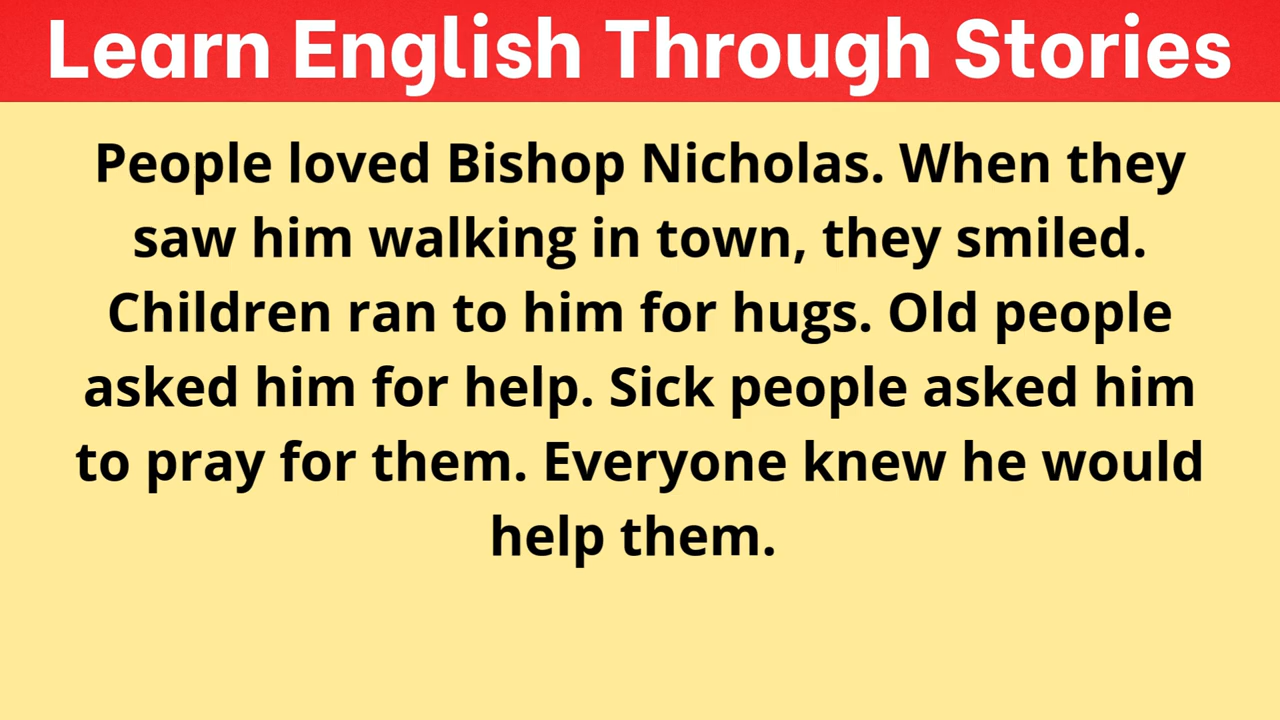 Learn English Through Stories
People loved Bishop Nicholas. When they
saw him walking in town, they smiled.
Children ran to him for hugs. Old people
asked him for help. Sick people asked him
to pray for them. Everyone knew he would
help them.